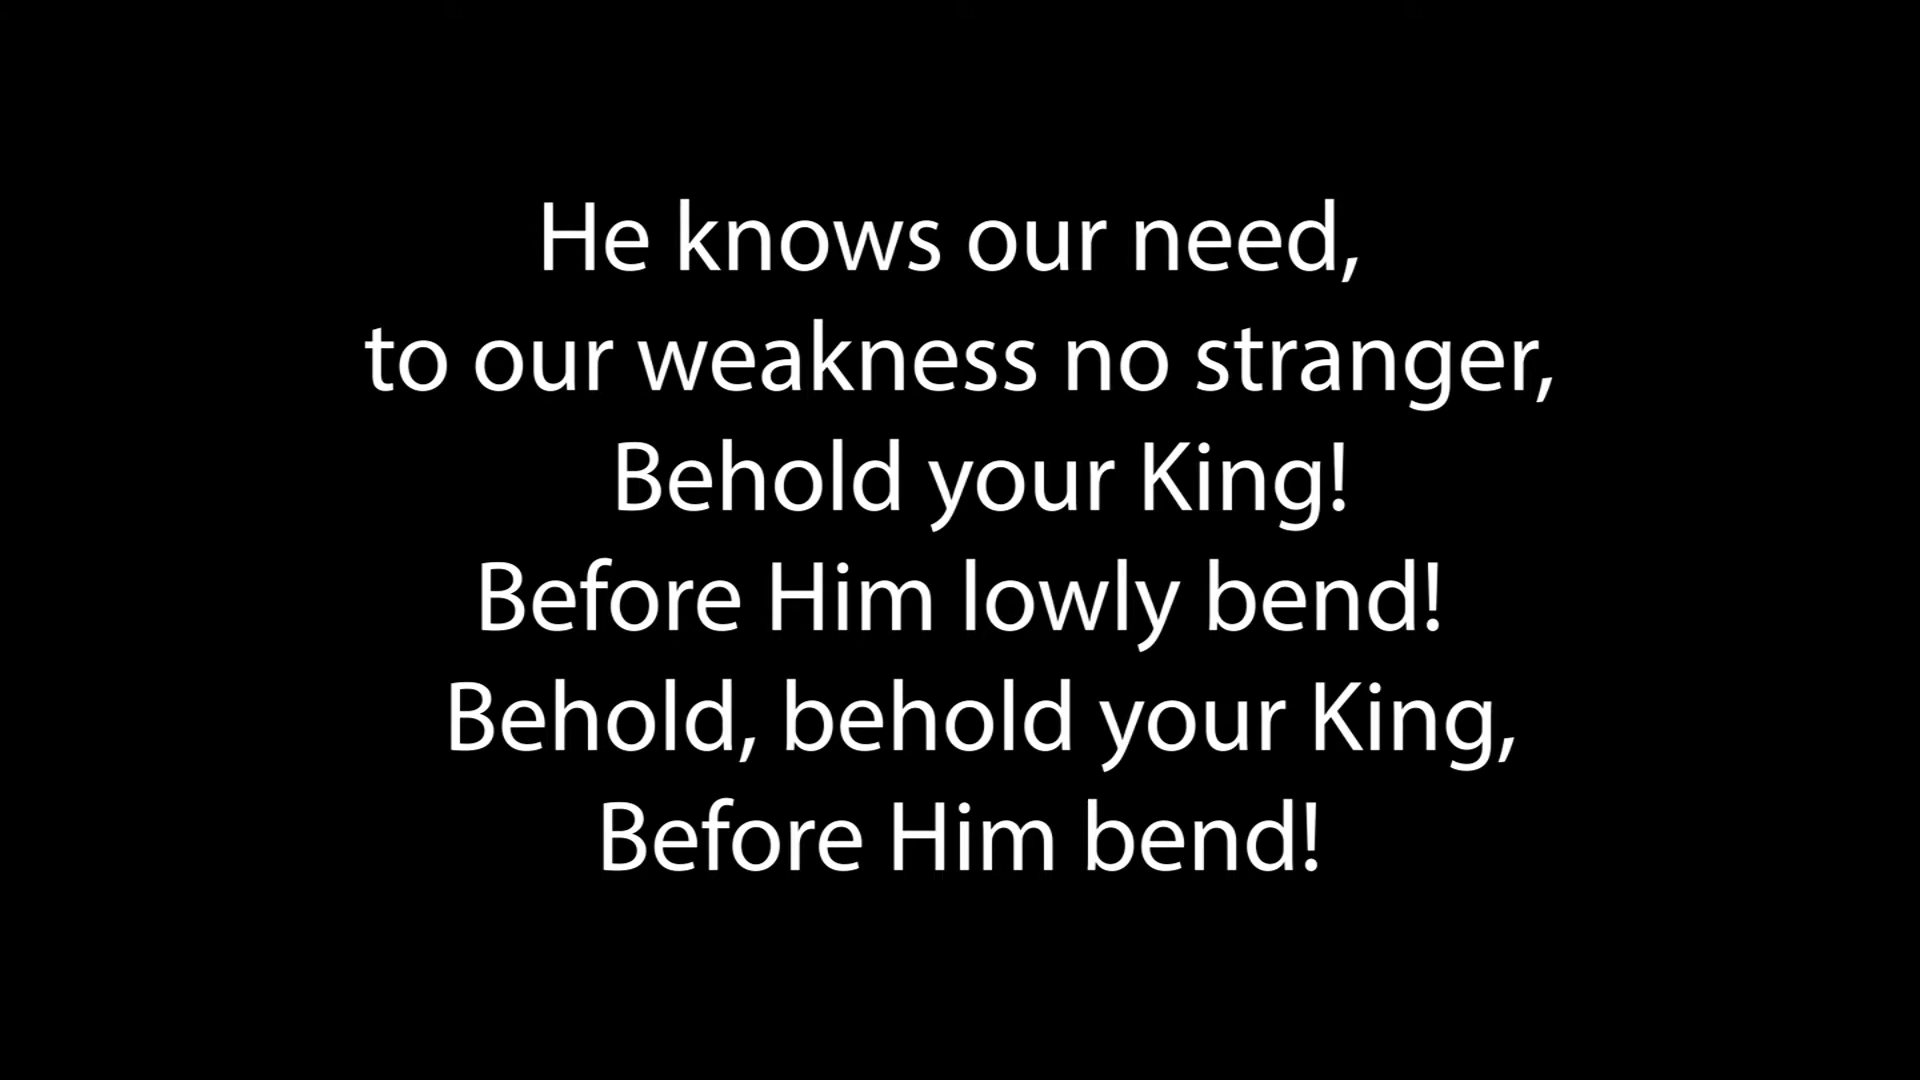 He knows our need,
to our weakness no stranger,
Behold your King!
Before Him lowly bend!
Behold, behold your King,
Before Him bend!